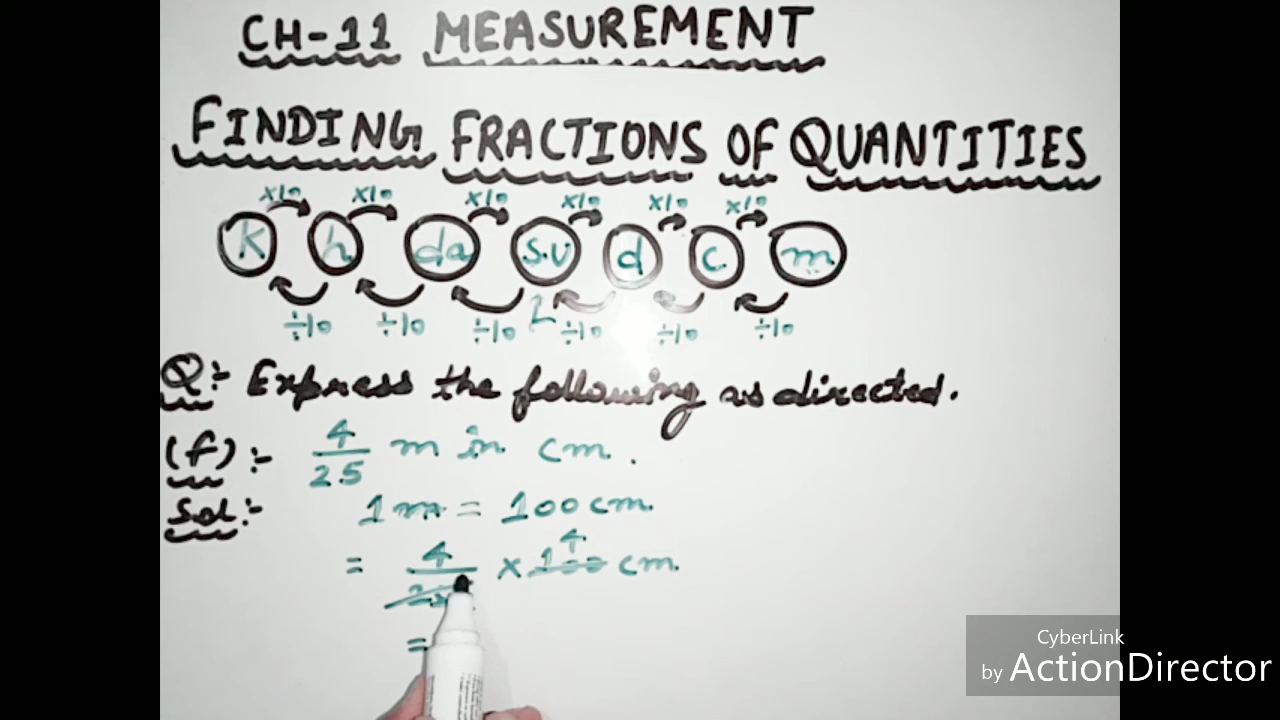 CH-11 MEASUREMENT
FINDING FRACTIONS OF QUANTITIES
×10 ×10 ×10 ×10 ×10 ×10
K h da S.U d c m
÷10 ÷10 ÷10 L ÷10 ÷10 ÷10
Q:- Express the following as directed.
(f):- 4/25 m in cm.
Sol:- 1m = 100 cm.
= 4/25 × 100 4 cm.
=
CyberLink
by ActionDirector